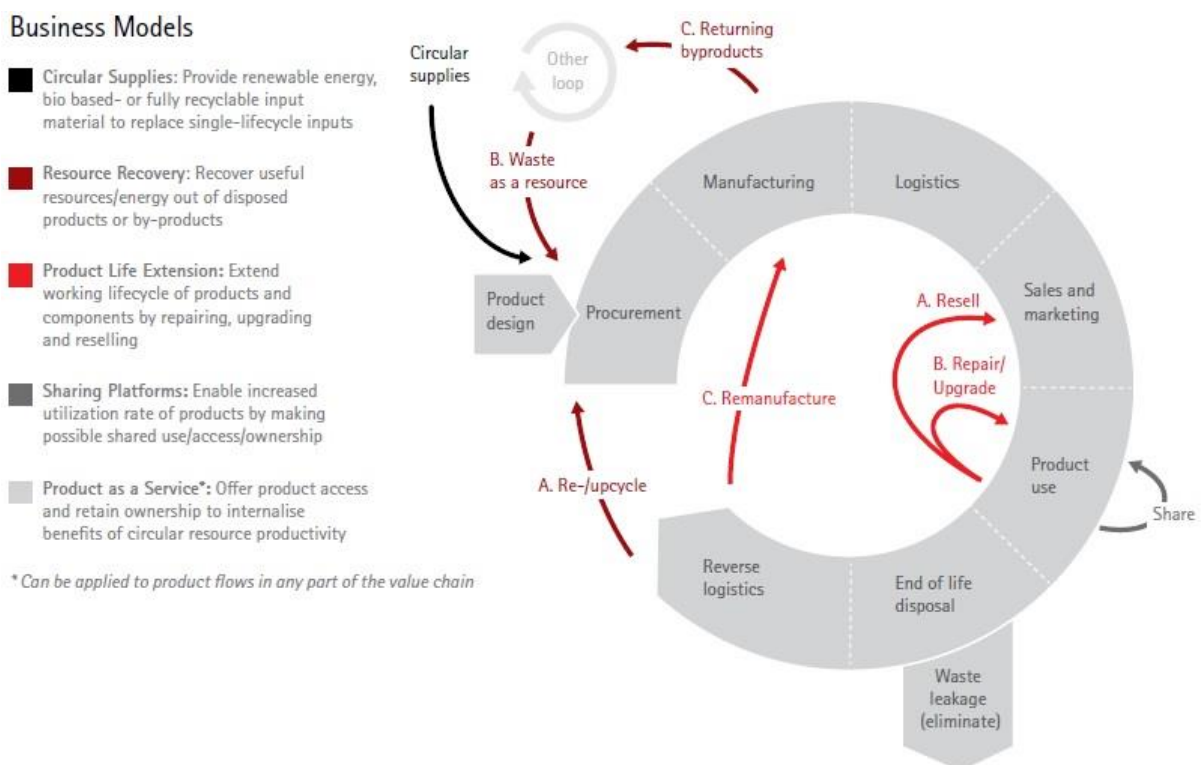 Business Models
Circular Supplies: Provide renewable energy,
bio based- or fully recyclable input
material to replace single-lifecycle inputs
Resource Recovery: Recover useful
resources/energy out of disposed
products or by-products
Product Life Extension: Extend
working lifecycle of products and
components by repairing, upgrading
and reselling
Sharing Platforms: Enable increased
utilization rate of products by making
possible shared use/access/ownership
Product as a Service*: Offer product access
and retain ownership to internalise
benefits of circular resource productivity
* Can be applied to product flows in any part of the value chain
Circular
supplies
Other
loop
C. Returning
byproducts
B. Waste
as a resource
Manufacturing
Logistics
Product
design
Procurement
Sales and
marketing
A. Resell
B. Repair/
Upgrade
C. Remanufacture
A. Re-/upcycle
Product
use
Share
Reverse
logistics
End of life
disposal
Waste
leakage
(eliminate)